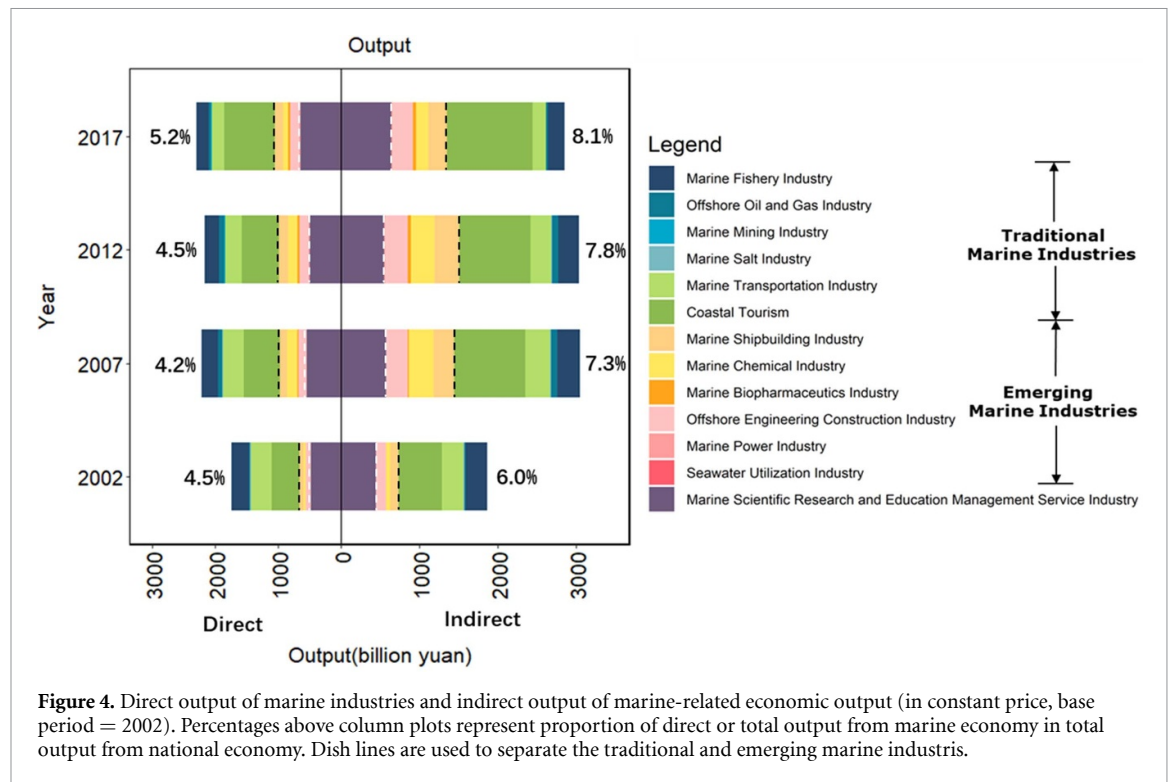 Output
2017
5.2%
8.1%
2012
4.5%
7.8%
2007
4.2%
7.3%
2002
4.5%
6.0%
Year
3000
2000
1000
0
1000
2000
3000
Direct
Indirect
Output(billion yuan)
Legend
Marine Fishery Industry
Offshore Oil and Gas Industry
Marine Mining Industry
Marine Salt Industry
Marine Transportation Industry
Coastal Tourism
Marine Shipbuilding Industry
Marine Chemical Industry
Marine Biopharmaceutics Industry
Offshore Engineering Construction Industry
Marine Power Industry
Seawater Utilization Industry
Marine Scientific Research and Education Management Service Industry
Traditional
Marine Industries
Emerging
Marine Industries
Figure 4. Direct output of marine industries and indirect output of marine-related economic output (in constant price, base
period = 2002). Percentages above column plots represent proportion of direct or total output from marine economy in total
output from national economy. Dish lines are used to separate the traditional and emerging marine industris.